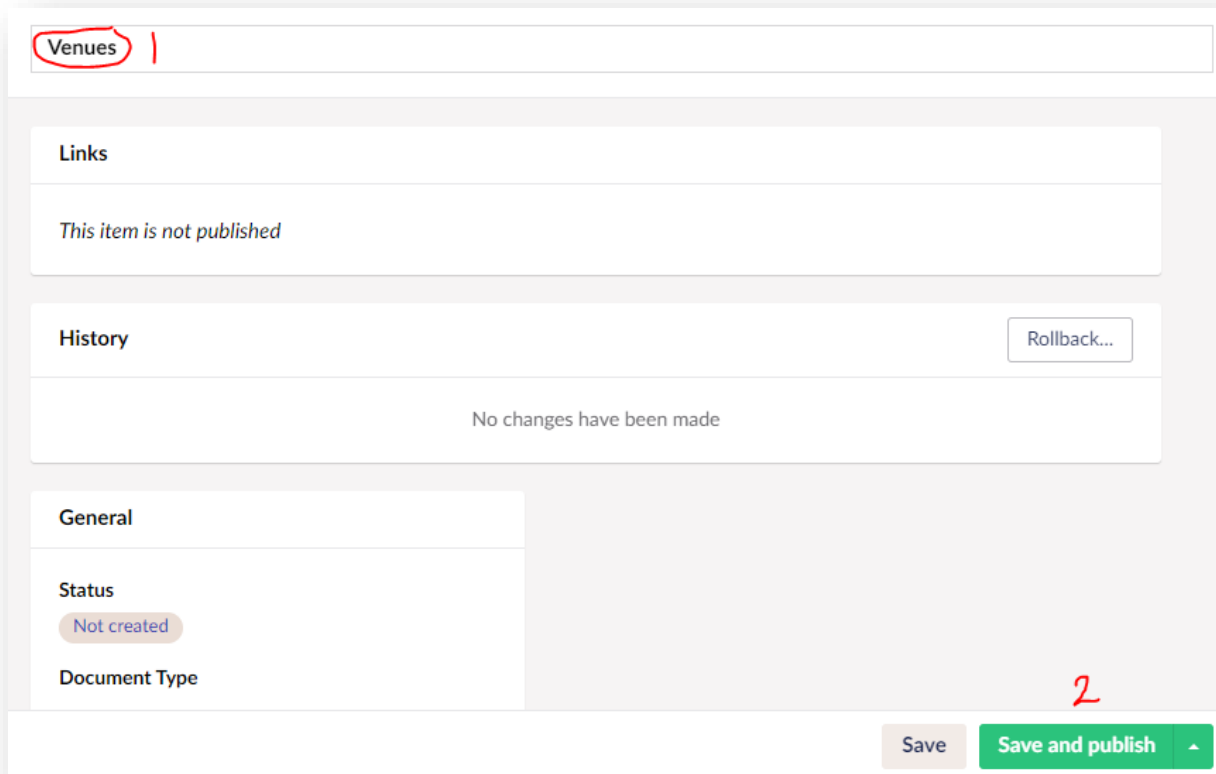 Venues 1
Links
This item is not published
History Rollback...
No changes have been made
General
Status
Not created
Document Type
2
Save Save and publish